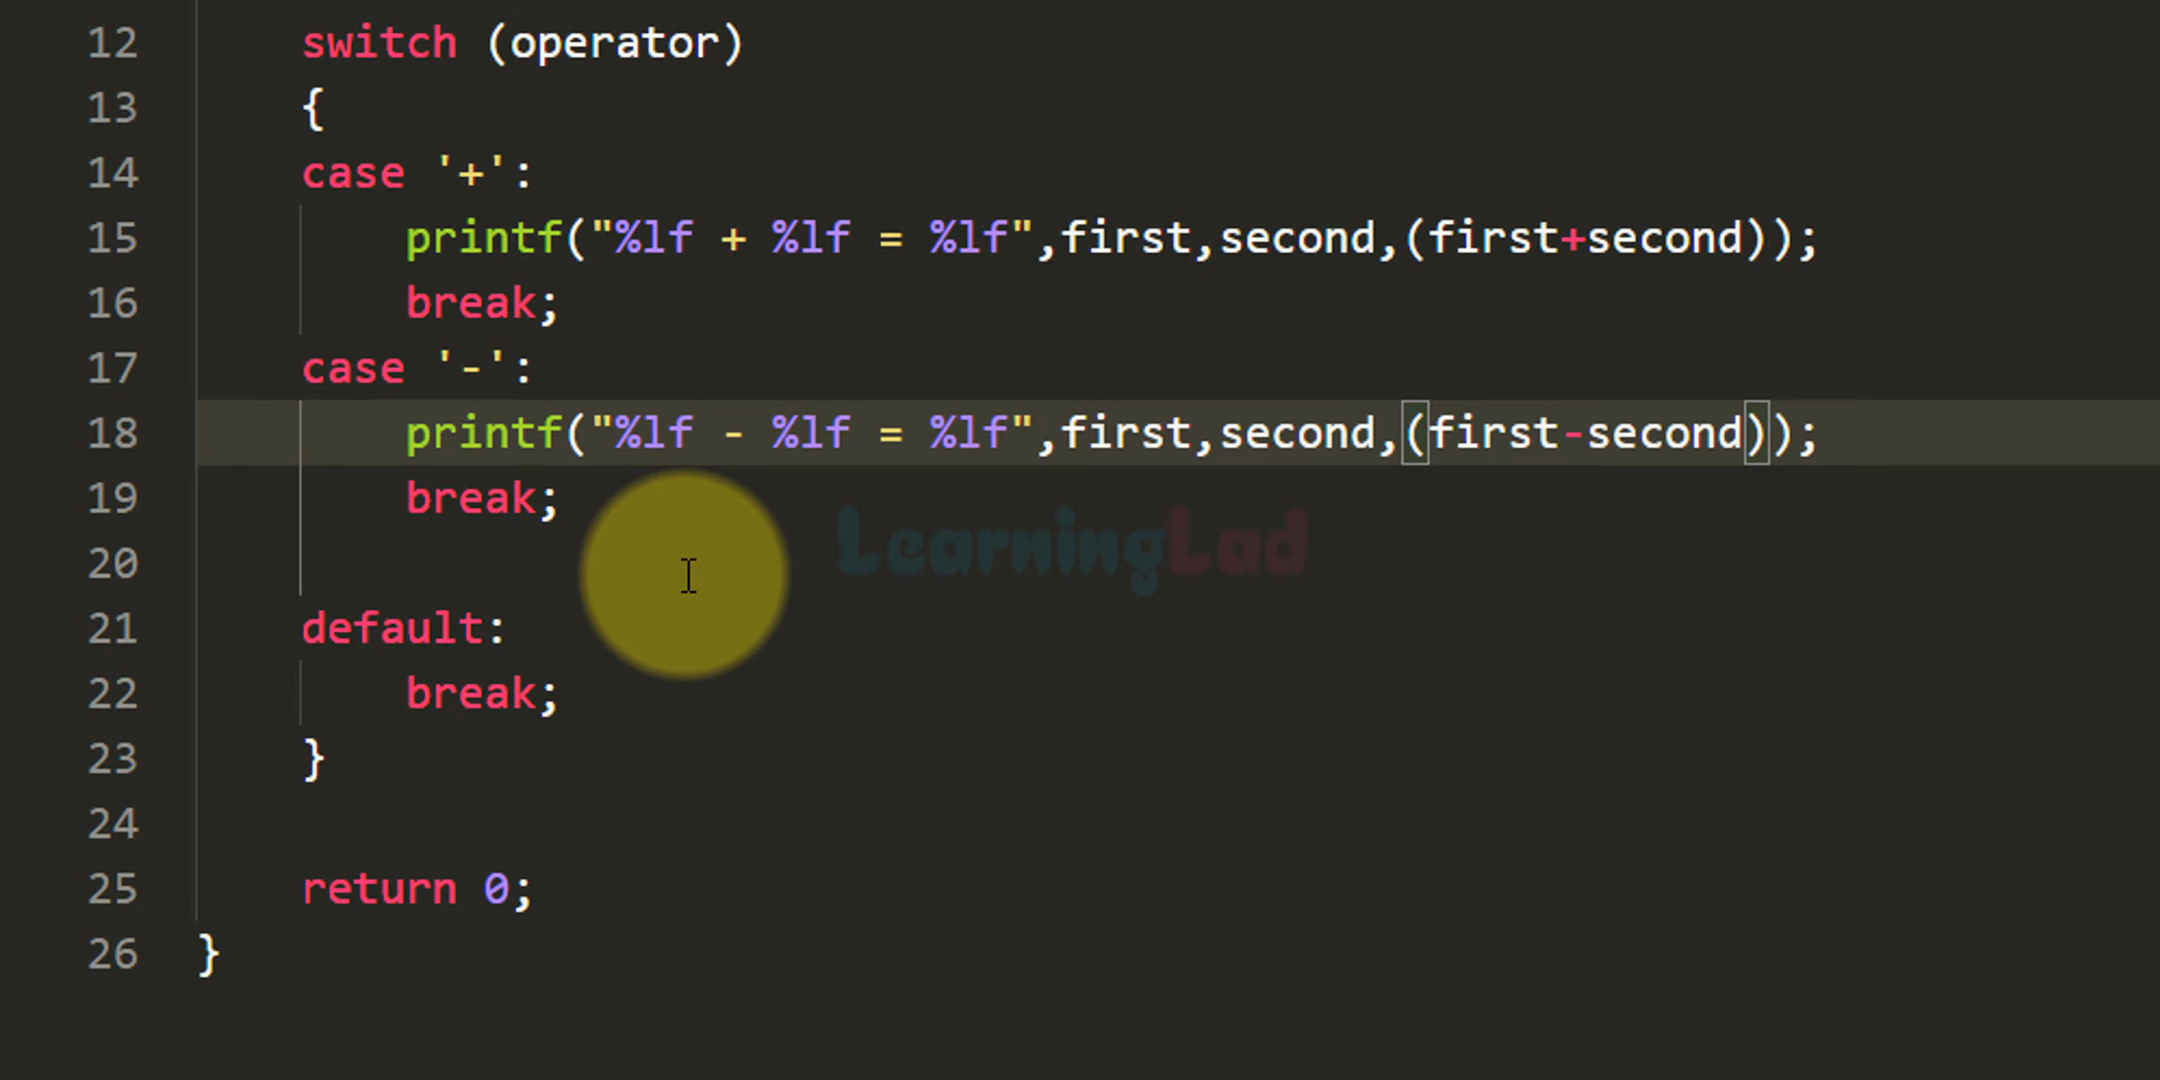 12 switch (operator)
13 {
14 case '+':
15 printf("%lf + %lf = %lf",first,second,(first+second));
16 break;
17 case '-':
18 printf("%lf - %lf = %lf",first,second,(first-second));
19 break;
20
LearningLad
21 default:
22 break;
23 }
24
25 return 0;
26 }